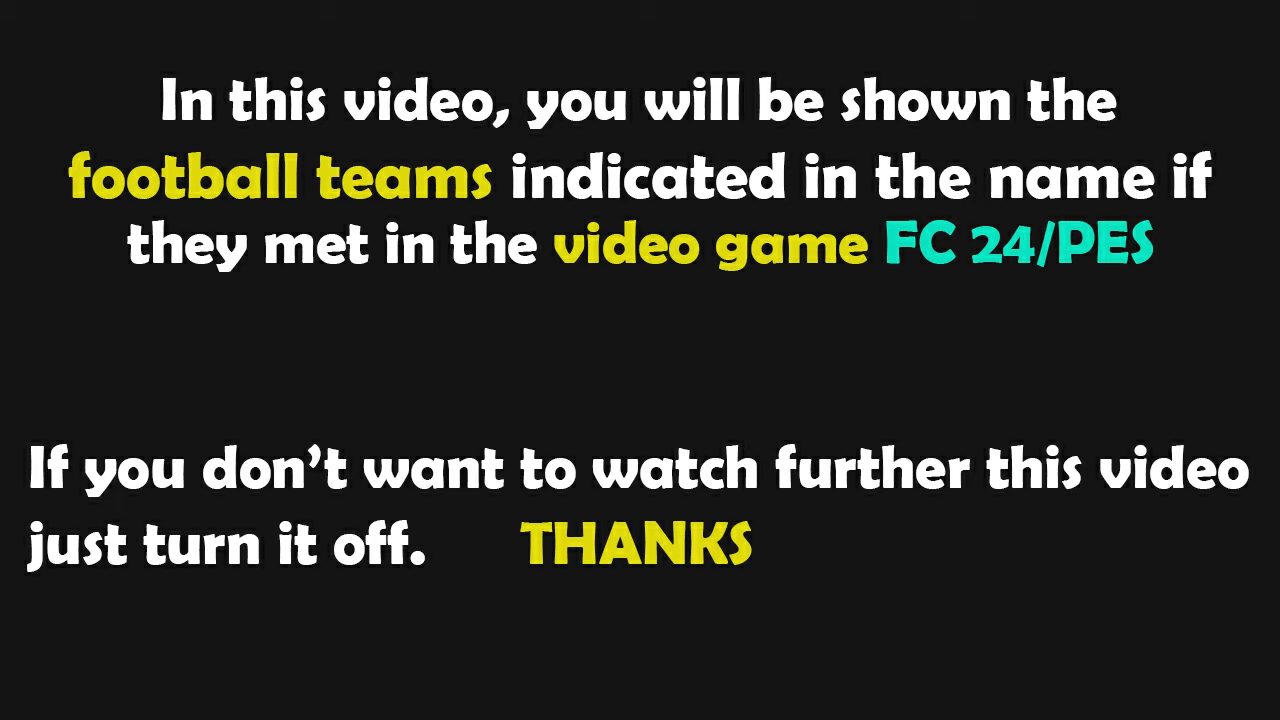 In this video, you will be shown the
football teams indicated in the name if
they met in the video game FC 24/PES
If you don’t want to watch further this video
just turn it off. THANKS